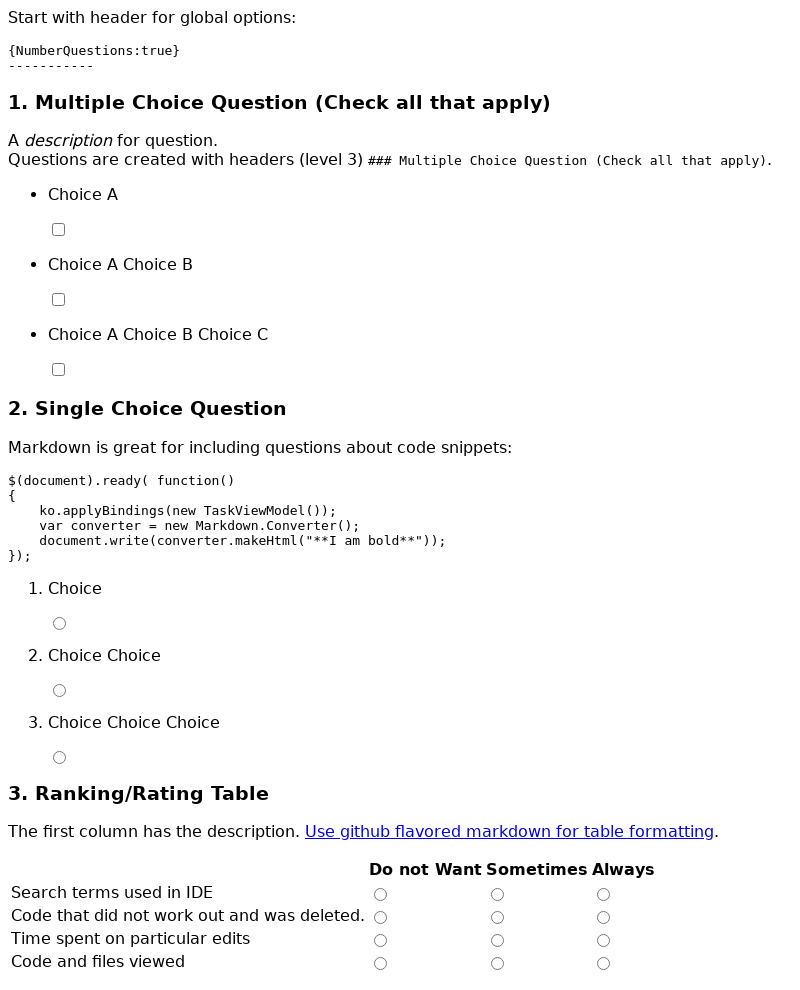 Start with header for global options:
{NumberQuestions:true}
-----------
1. Multiple Choice Question (Check all that apply)
A description for question.
Questions are created with headers (level 3) ### Multiple Choice Question (Check all that apply).
• Choice A
• Choice A Choice B
• Choice A Choice B Choice C
2. Single Choice Question
Markdown is great for including questions about code snippets:
$(document).ready( function()
{
    ko.applyBindings(new TaskViewModel());
    var converter = new Markdown.Converter();
    document.write(converter.makeHtml("**I am bold**"));
});
1. Choice
2. Choice Choice
3. Choice Choice Choice
3. Ranking/Rating Table
The first column has the description. Use github flavored markdown for table formatting.
Do not Want Sometimes Always
Search terms used in IDE
Code that did not work out and was deleted.
Time spent on particular edits
Code and files viewed